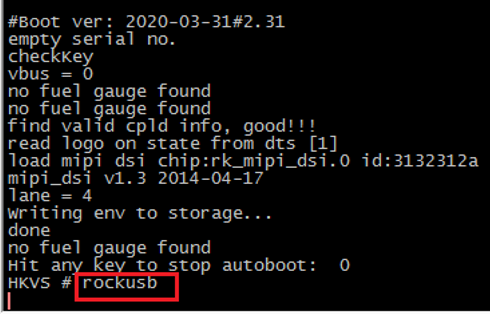 #Boot ver: 2020-03-31#2.31
empty serial no.
checkKey
vbus = 0
no fuel gauge found
no fuel gauge found
find valid cpld info, good!!!
read logo on state from dts [1]
load mipi dsi chip:rk_mipi_dsi.0 id:3132312a
mipi_dsi v1.3 2014-04-17
lane = 4
Writing env to storage...
done
no fuel gauge found
Hit any key to stop autoboot:  0
HKVS # rockusb